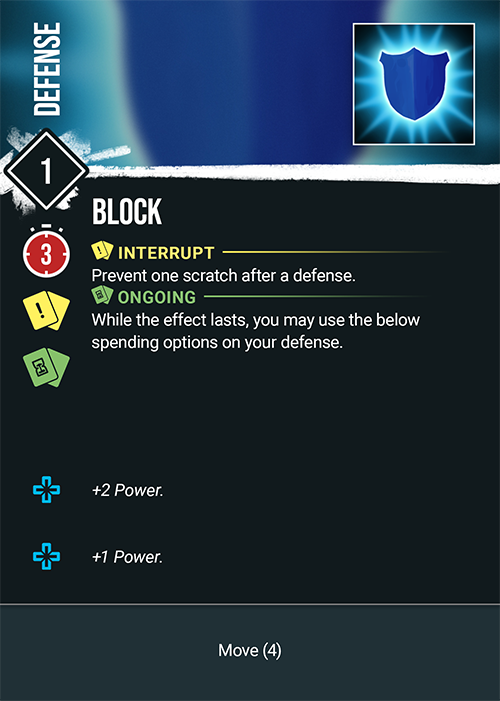 DEFENSE
1
BLOCK
3
! INTERRUPT
Prevent one scratch after a defense.
ONGOING
While the effect lasts, you may use the below
spending options on your defense.
!
+2 Power.
+1 Power.
Move (4)